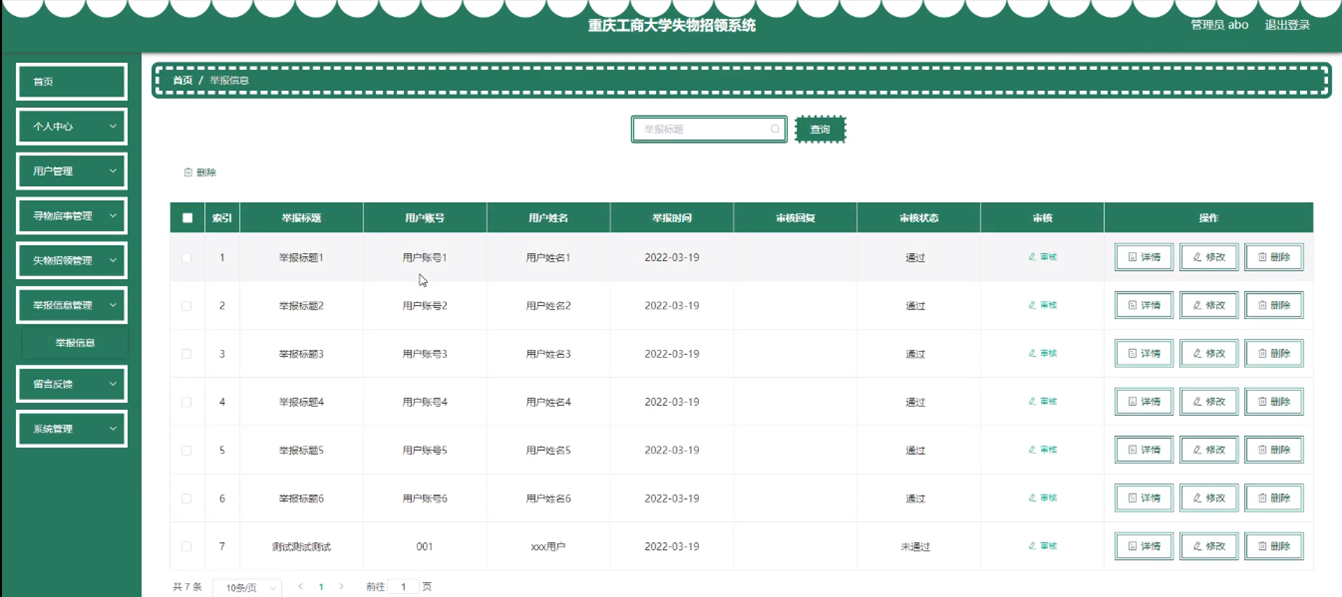 重庆工商大学失物招领系统
管理员 abo 退出登录
首页
个人中心
用户管理
寻物启事管理
失物招领管理
举报信息管理
举报信息
留言反馈
系统管理
首页 / 举报信息
举报标题 查询
删除
索引 举报标题 用户账号 用户姓名 举报时间 审核回复 审核状态 审核 操作
1 举报标题1 用户账号1 用户姓名1 2022-03-19 通过 审核 详情 修改 删除
2 举报标题2 用户账号2 用户姓名2 2022-03-19 通过 审核 详情 修改 删除
3 举报标题3 用户账号3 用户姓名3 2022-03-19 通过 审核 详情 修改 删除
4 举报标题4 用户账号4 用户姓名4 2022-03-19 通过 审核 详情 修改 删除
5 举报标题5 用户账号5 用户姓名5 2022-03-19 通过 审核 详情 修改 删除
6 举报标题6 用户账号6 用户姓名6 2022-03-19 通过 审核 详情 修改 删除
7 测试测试测试 001 xxx用户 2022-03-19 未通过 审核 详情 修改 删除
共 7 条 10条/页 1 前往 1 页